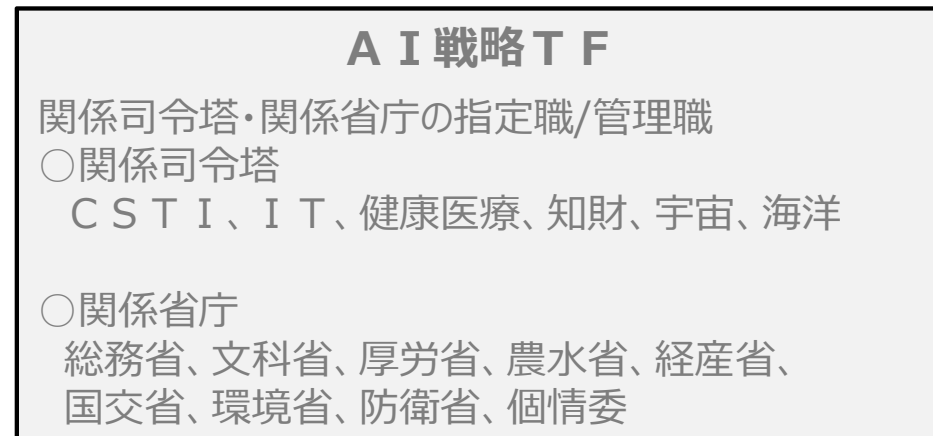 ＡＩ戦略ＴＦ
関係司令塔・関係省庁の指定職/管理職
○関係司令塔
ＣＳＴＩ、ＩＴ、健康医療、知財、宇宙、海洋
○関係省庁
総務省、文科省、厚労省、農水省、経産省、
国交省、環境省、防衛省、個情委